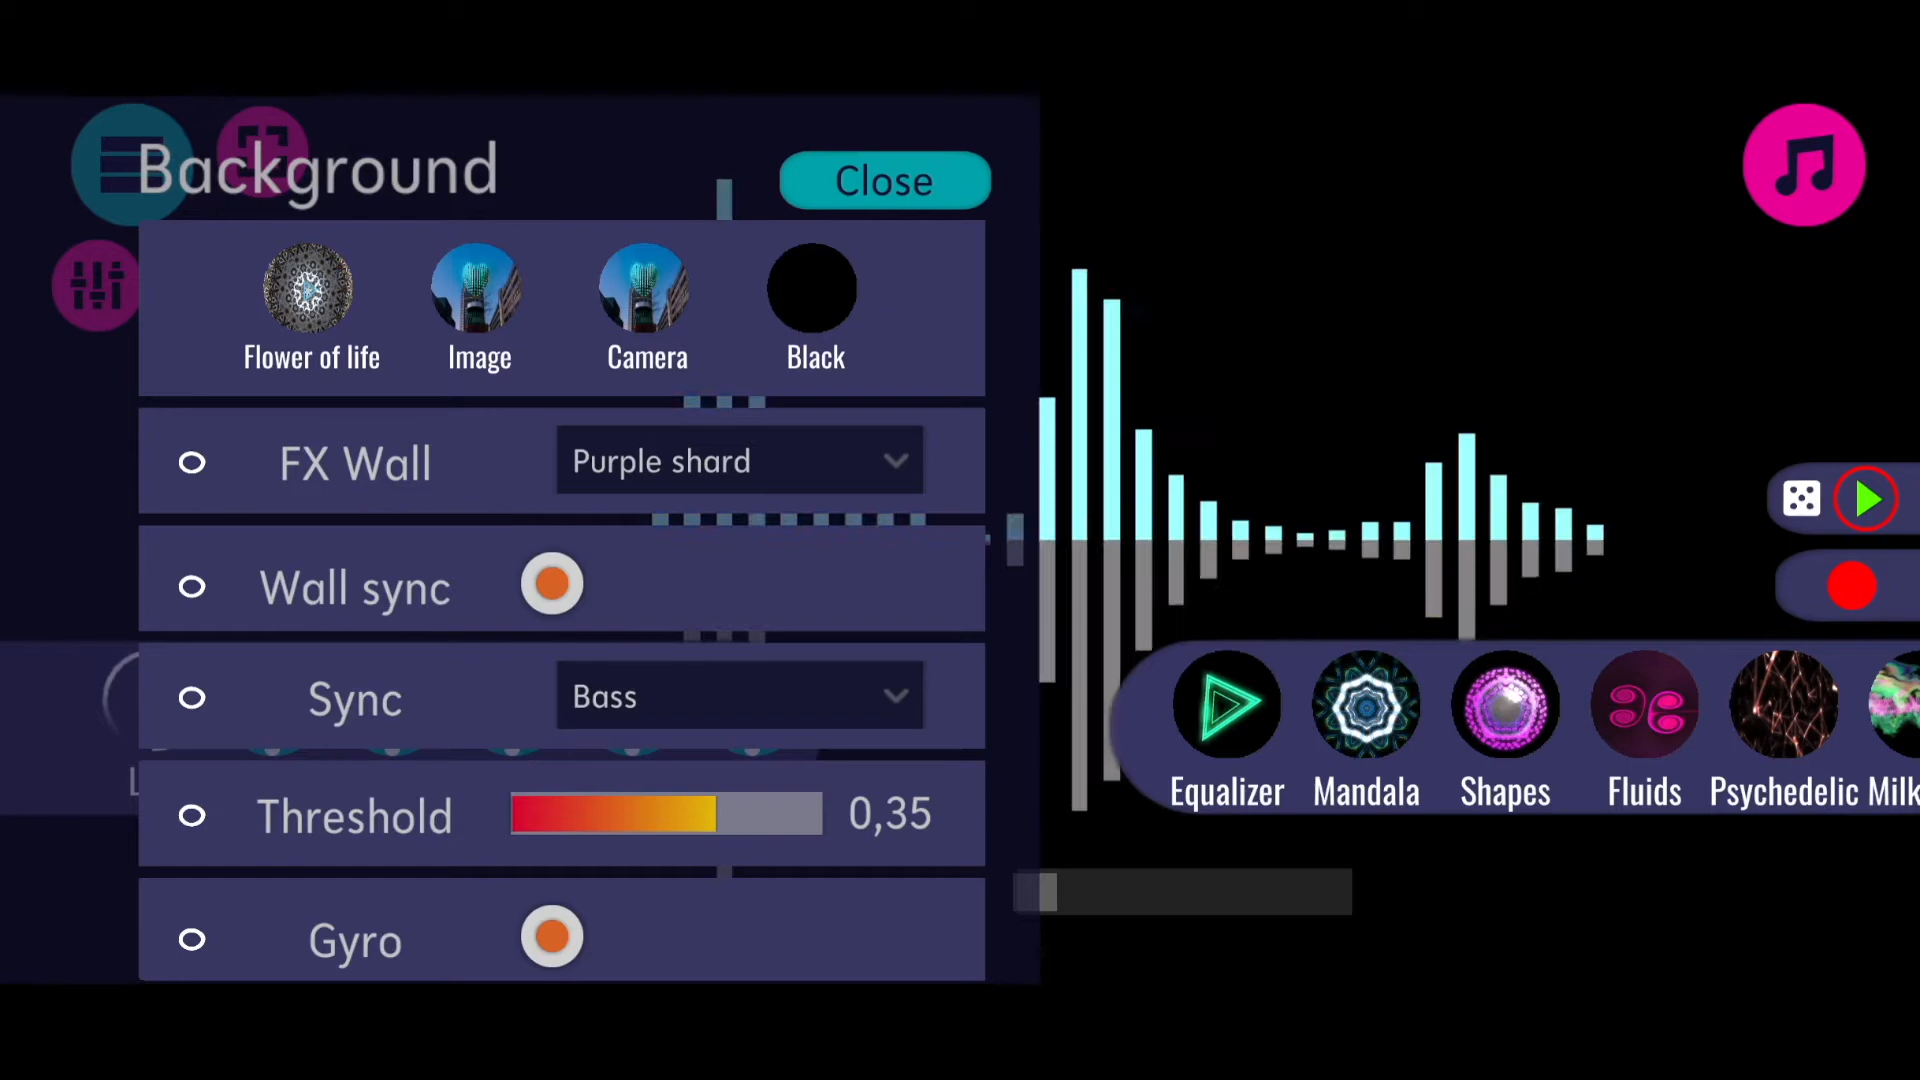 Background
Close
Flower of life
Image
Camera
Black
FX Wall
Purple shard
Wall sync
Sync
Bass
Threshold
0,35
Gyro
Equalizer
Mandala
Shapes
Fluids
Psychedelic
Milk